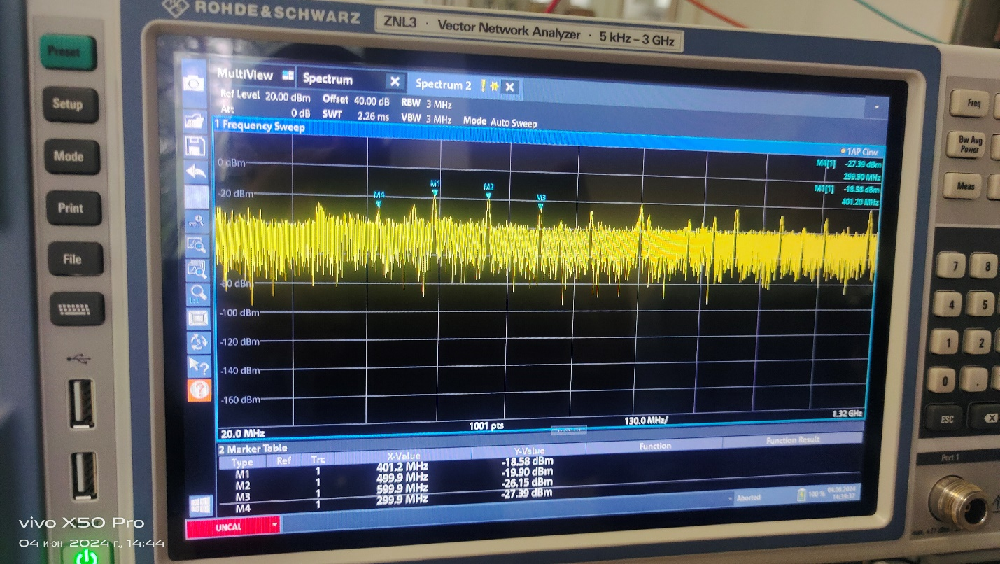 ROHDE & SCHWARZ
ZNL3 · Vector Network Analyzer · 5 kHz – 3 GHz
Preset
Setup
Mode
Print
File
MultiView Spectrum Spectrum 2
Ref Level 20.00 dBm Offset 40.00 dB RBW 3 MHz
Att 0 dB SWT 2.26 ms VBW 3 MHz Mode Auto Sweep
1 Frequency Sweep
1AP Clrw
M4[1] -27.39 dBm
299.90 MHz
M1[1] -18.58 dBm
401.20 MHz
0 dBm
-20 dBm
-80 dBm
-100 dBm
-120 dBm
-140 dBm
-160 dBm
M4
M1
M2
M3
20.0 MHz 1001 pts 130.0 MHz/ 1.32 GHz
2 Marker Table
Type Ref Trc X-Value Y-Value Function Function Result
M1 1 401.2 MHz -18.58 dBm
M2 1 499.9 MHz -19.90 dBm
M3 1 599.9 MHz -26.15 dBm
M4 1 299.9 MHz -27.39 dBm
Aborted
100 %
04.06.2024
UNCAL
Freq
Bw Avg
Power
Meas
7 8
4 5
1 2
0 .
ESC
Port 1
vivo X50 Pro
04 июн. 2024 г., 14:44